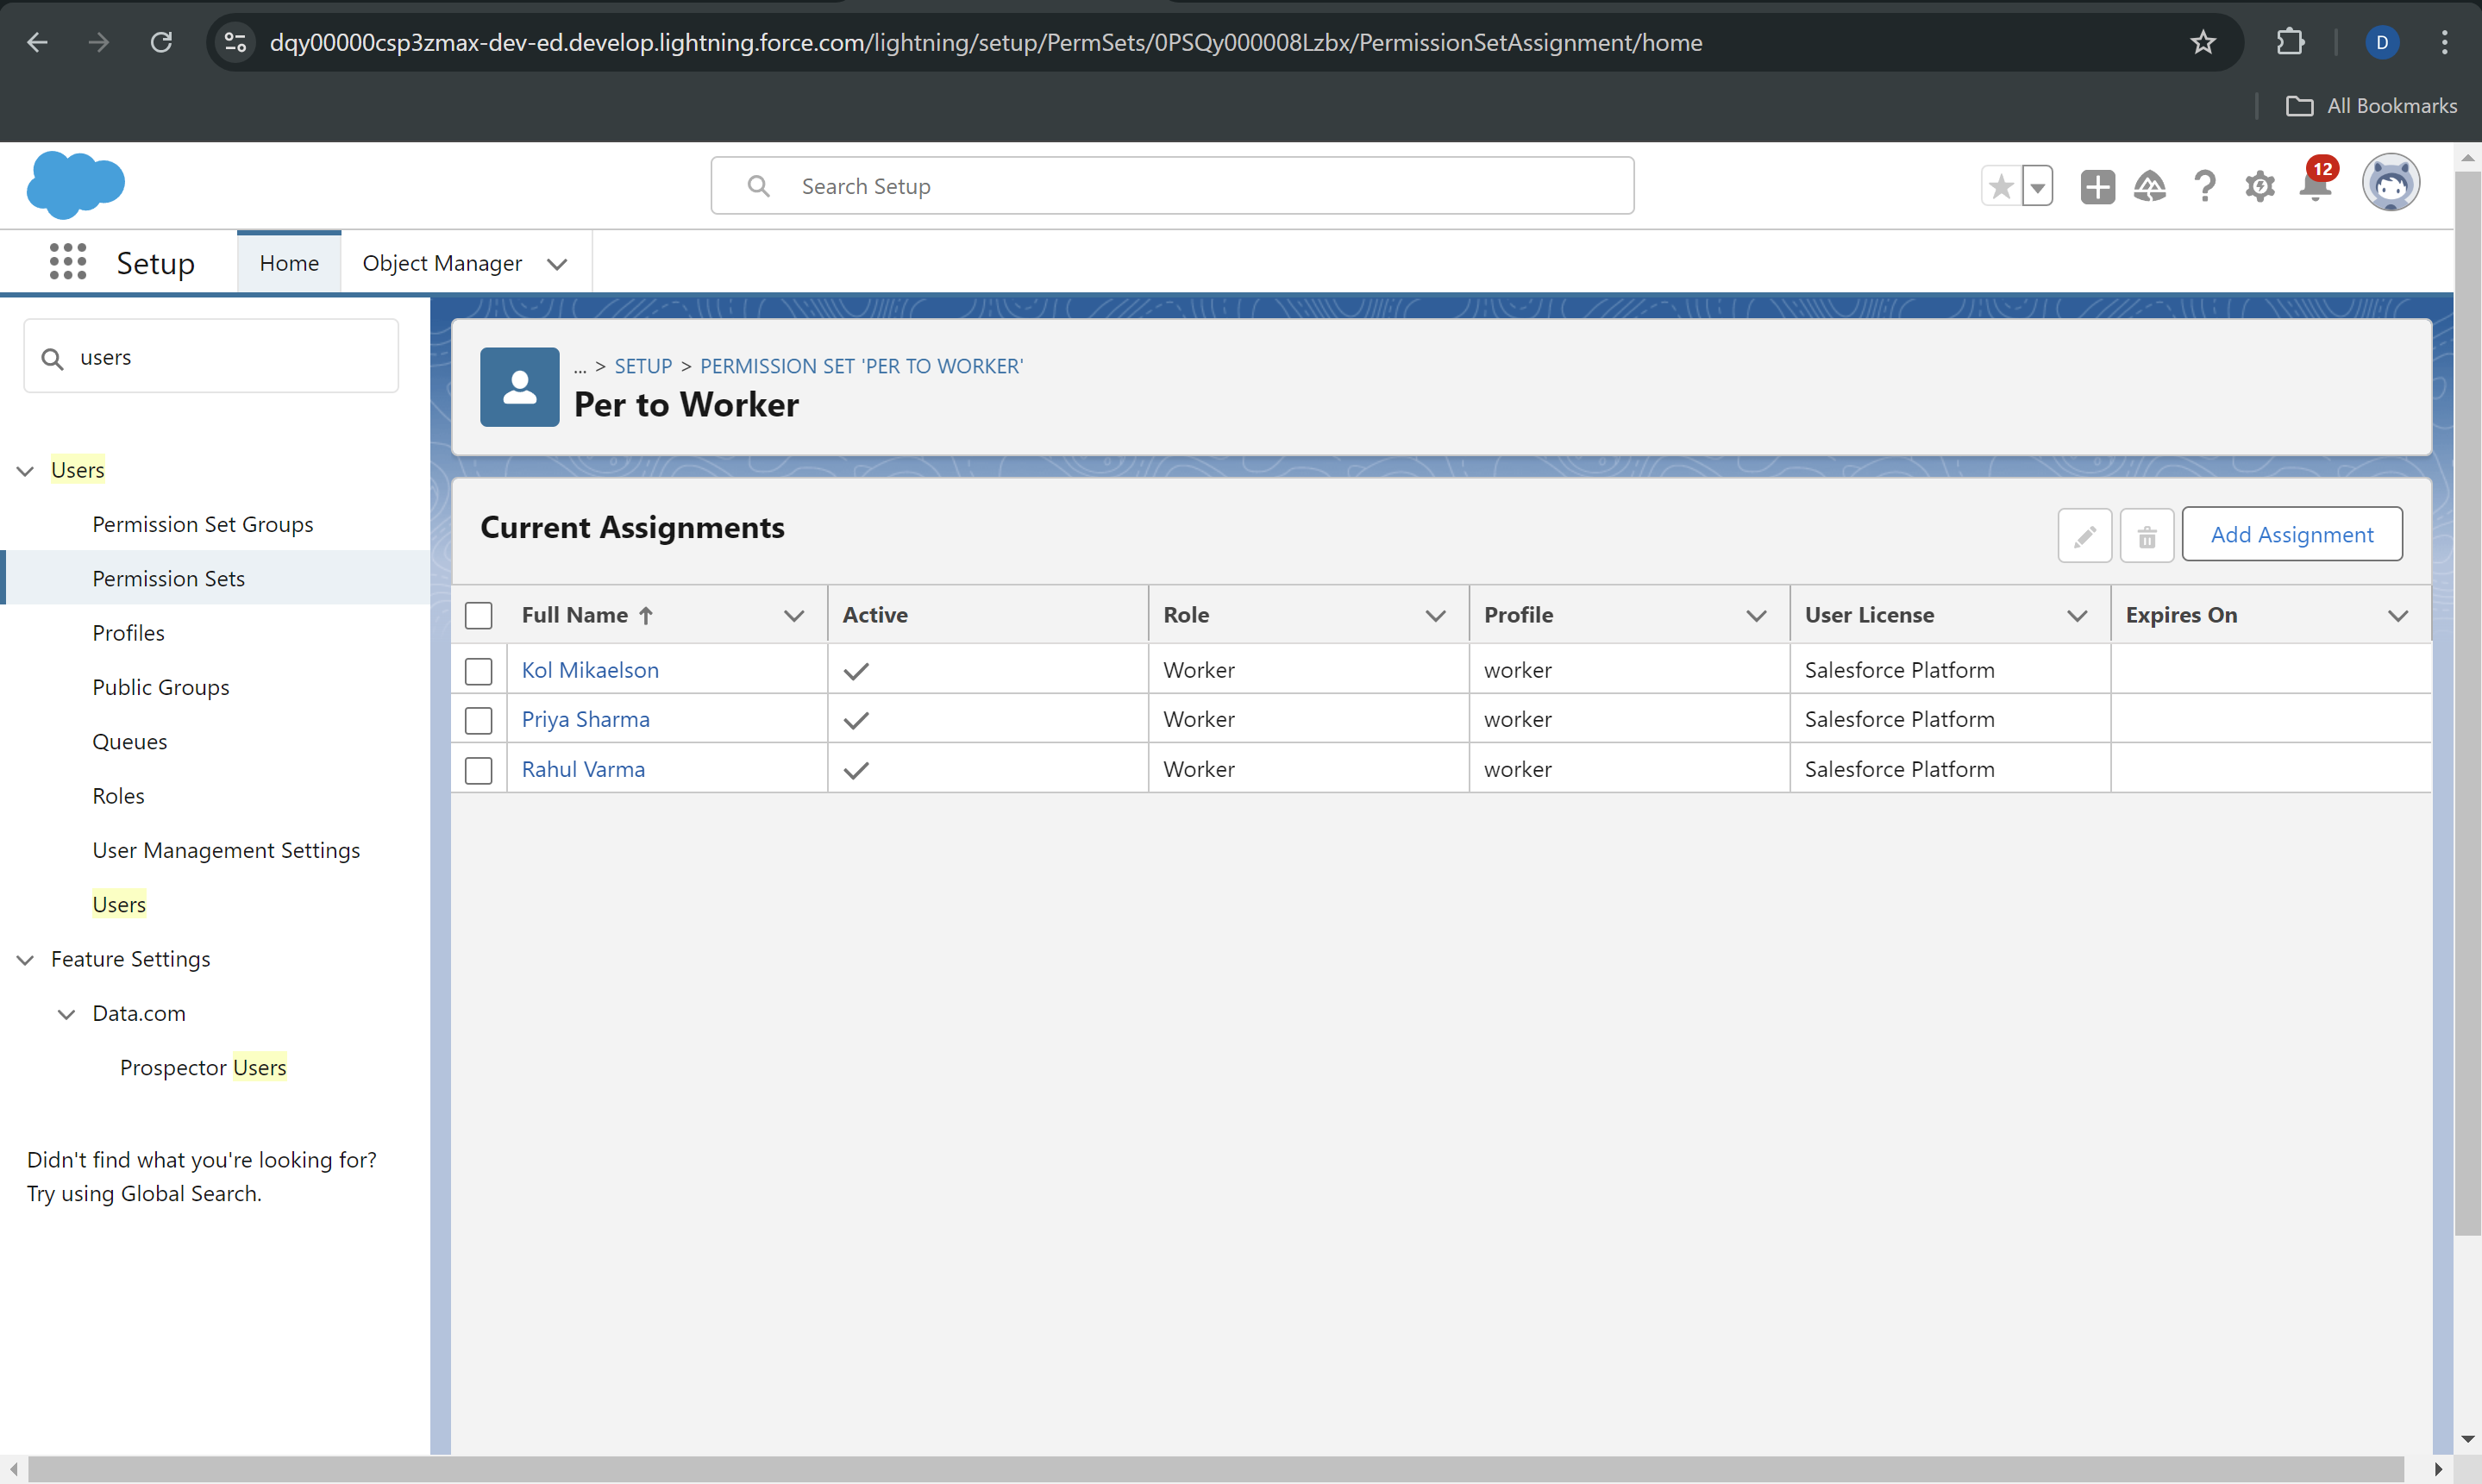 dqy00000csp3zmax-dev-ed.develop.lightning.force.com/lightning/setup/PermSets/0PSQy000008Lzbx/PermissionSetAssignment/home
D
All Bookmarks
Search Setup
12
Setup
Home
Object Manager
users
Users
Permission Set Groups
Permission Sets
Profiles
Public Groups
Queues
Roles
User Management Settings
Users
Feature Settings
Data.com
Prospector Users
Didn't find what you're looking for?
Try using Global Search.
... > SETUP > PERMISSION SET 'PER TO WORKER'
Per to Worker
Current Assignments
Add Assignment
Full Name Active Role Profile User License Expires On
Kol Mikaelson Worker worker Salesforce Platform
Priya Sharma Worker worker Salesforce Platform
Rahul Varma Worker worker Salesforce Platform